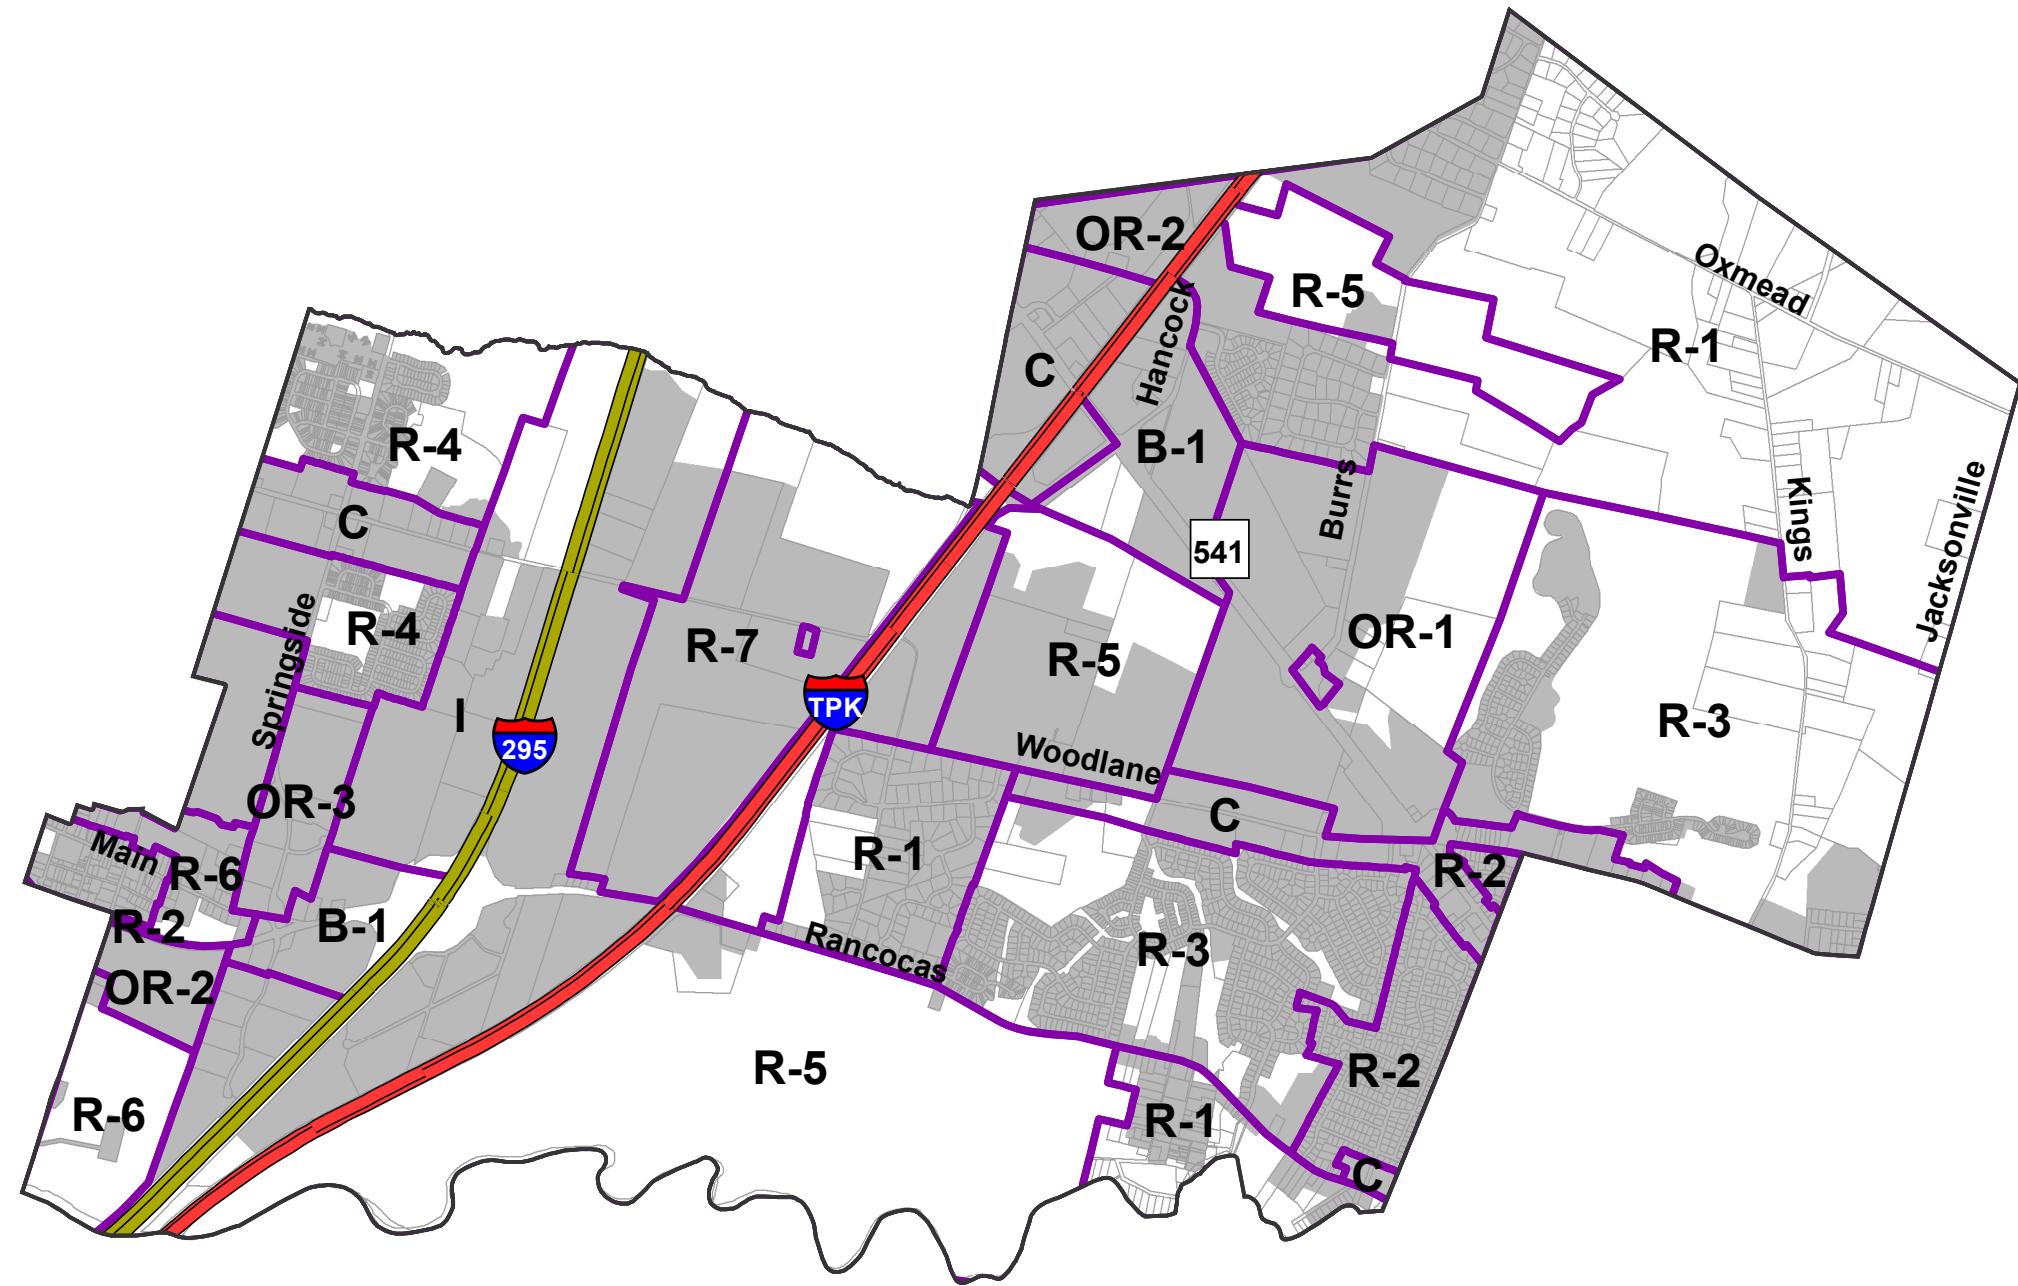 OR-2
Oxmead
R-5
Hancock
R-1
C
R-4
B-1
Kings
Burrs
Jacksonville
C
541
R-4
R-7
R-5
OR-1
Springside
I
TPK
R-3
295
Woodlane
OR-3
C
Main
R-6
R-1
R-2
R-2
B-1
Rancocas
R-3
OR-2
R-5
R-2
R-6
R-1
C